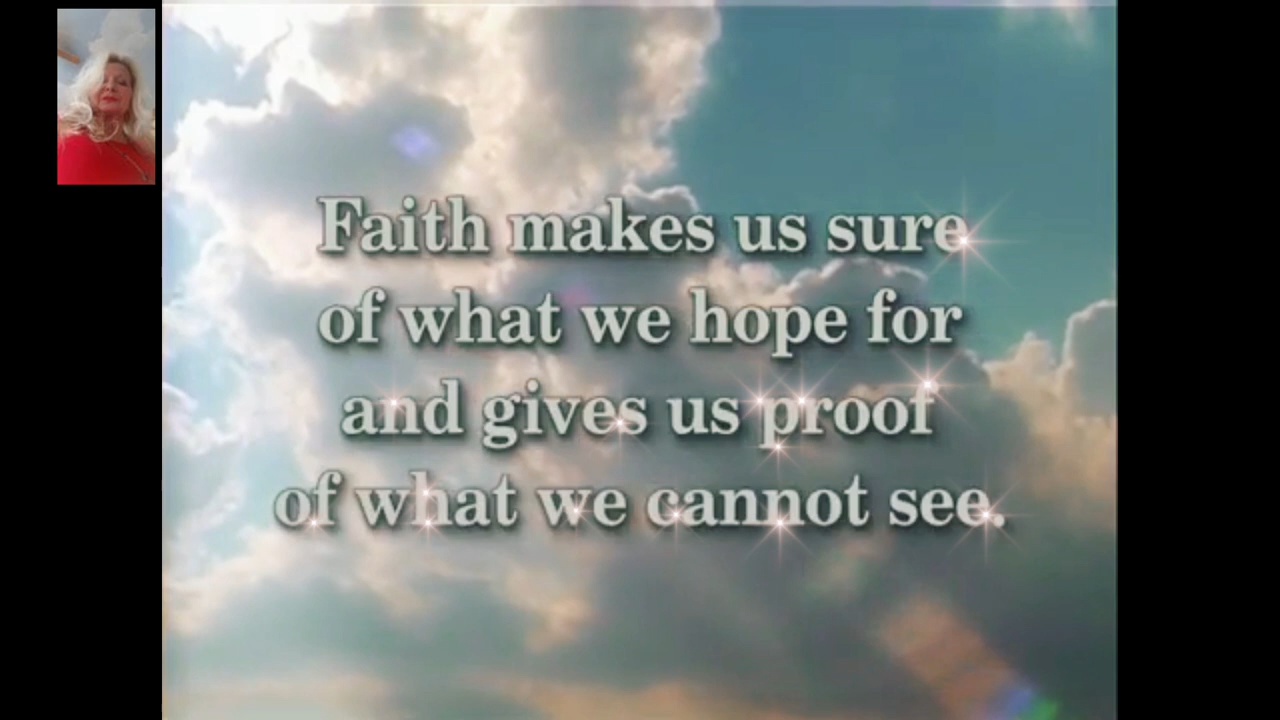 Faith makes us sure
of what we hope for
and gives us proof
of what we cannot see.